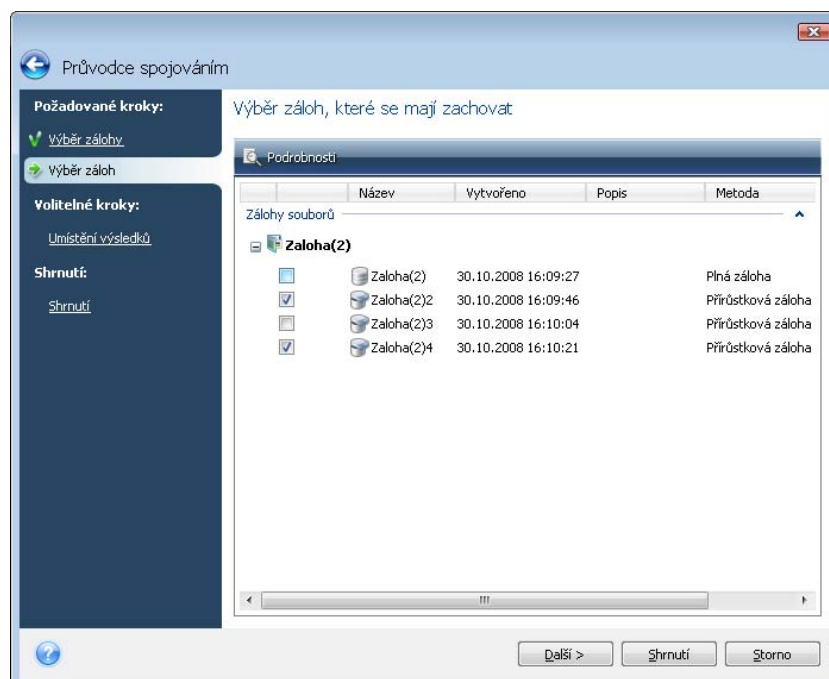 Průvodce spojováním
Požadované kroky:
Výběr zálohy
Výběr záloh
Volitelné kroky:
Umístění výsledků
Shrnutí:
Shrnutí
Výběr záloh, které se mají zachovat
Podrobnosti
Název Vytvořeno Popis Metoda
Zálohy souborů
Zaloha(2)
Zaloha(2) 30.10.2008 16:09:27 Plná záloha
Zaloha(2)2 30.10.2008 16:09:46 Přírůstková záloha
Zaloha(2)3 30.10.2008 16:10:04 Přírůstková záloha
Zaloha(2)4 30.10.2008 16:10:21 Přírůstková záloha
Další > Shrnutí Storno